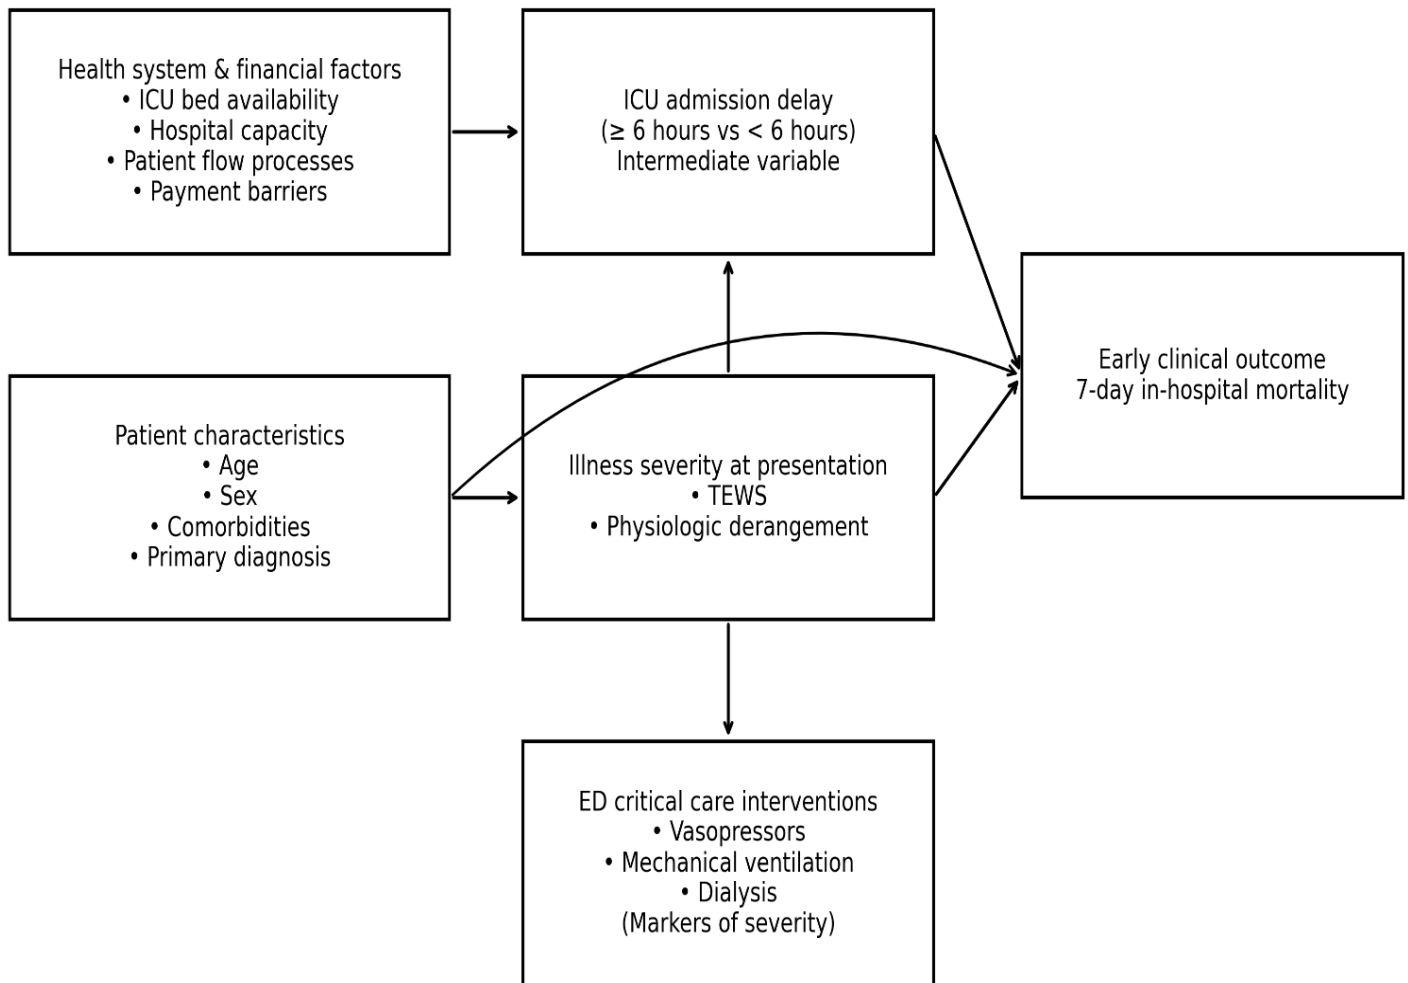 Health system & financial factors
• ICU bed availability
• Hospital capacity
• Patient flow processes
• Payment barriers
ICU admission delay
(≥ 6 hours vs < 6 hours)
Intermediate variable
Early clinical outcome
7-day in-hospital mortality
Patient characteristics
• Age
• Sex
• Comorbidities
• Primary diagnosis
Illness severity at presentation
• TEWS
• Physiologic derangement
ED critical care interventions
• Vasopressors
• Mechanical ventilation
• Dialysis
(Markers of severity)